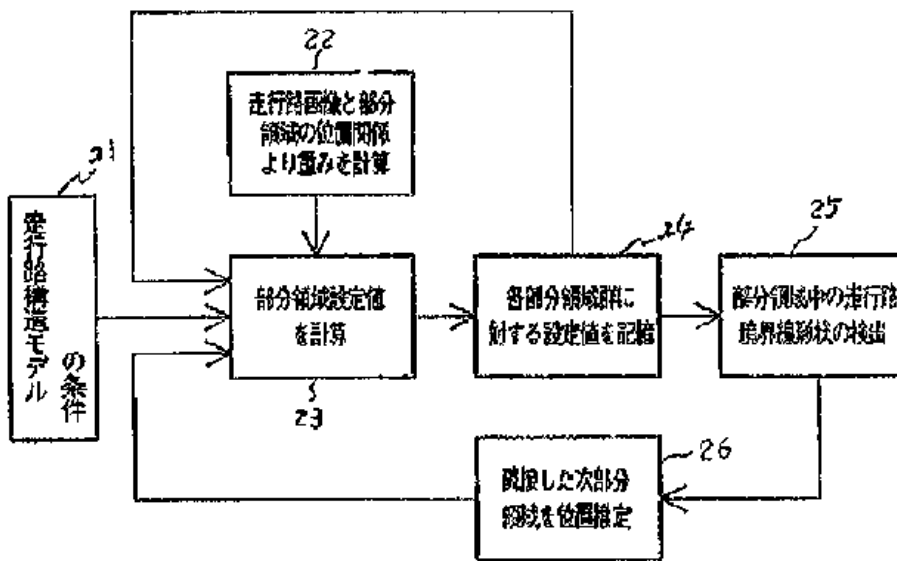 22
走行路画像と部分
領域の位置関係
より重みを計算
21
走行路構造モデル
の条件
部分領域設定値
を計算
23
24
各部分領域群に
対する設定値を記憶
25
部分領域中の走行路
境界線形状の検出
26
した次部分
領域を位置推定